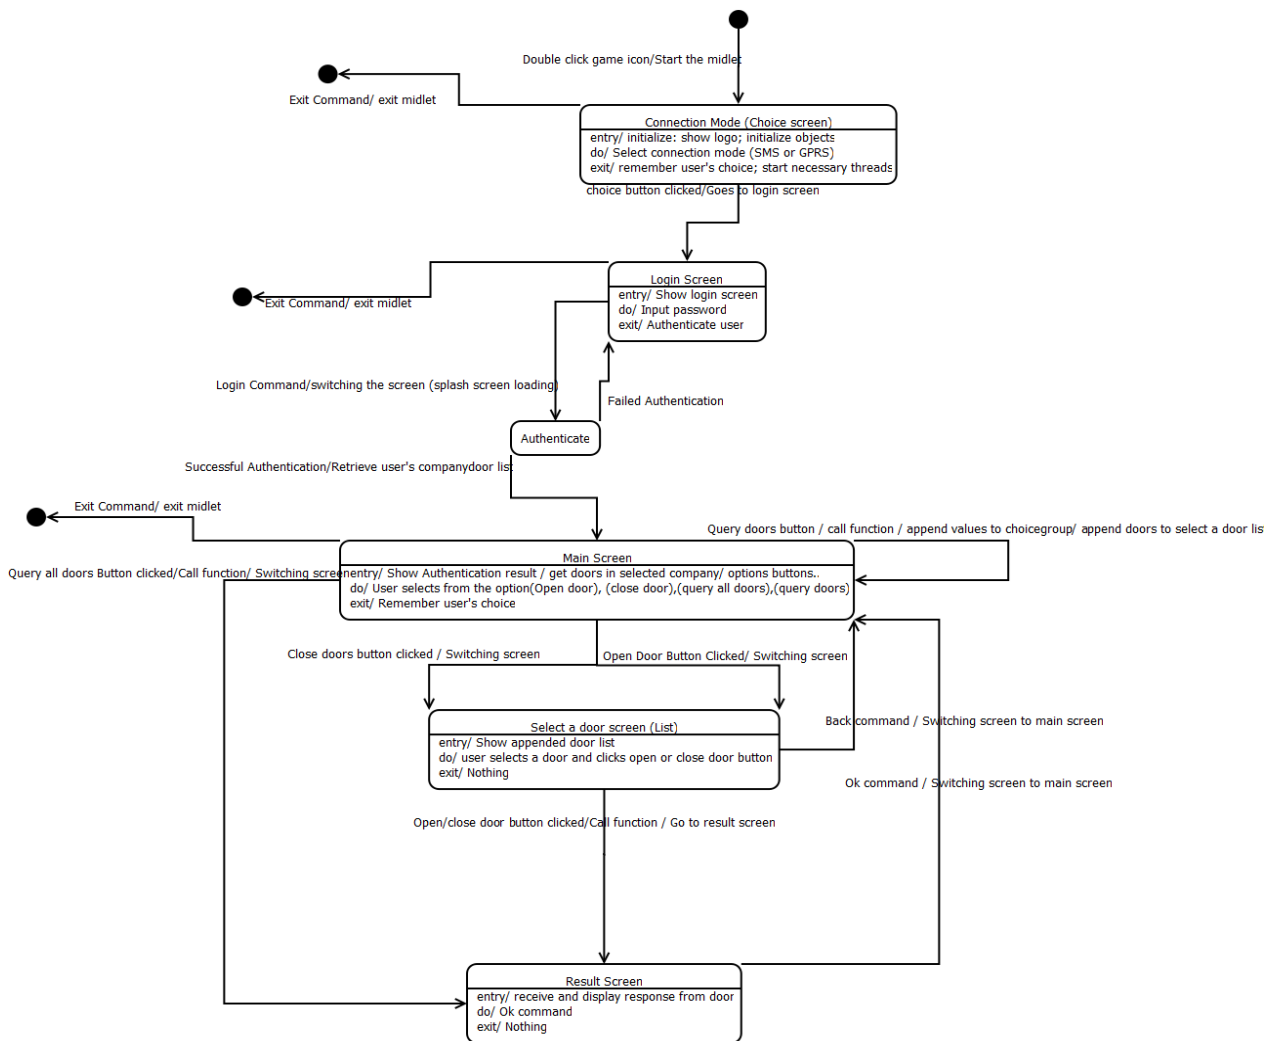 Double click game icon/Start the midlet
Exit Command/ exit midlet
Connection Mode (Choice screen)
entry/ initialize: show logo; initialize objects
do/ Select connection mode (SMS or GPRS)
exit/ remember user's choice; start necessary threads
choice button clicked/Goes to login screen
Login Screen
entry/ Show login screen
do/ Input password
exit/ Authenticate user
Exit Command/ exit midlet
Login Command/switching the screen (splash screen loading)
Failed Authentication
Authenticate
Successful Authentication/Retrieve user's companydoor list
Exit Command/ exit midlet
Query doors button / call function / append values to choicegroup/ append doors to select a door lis
Main Screen
Query all doors Button clicked/Call function/ Switching screen
entry/ Show Authentication result / get doors in selected company/ options buttons..
do/ User selects from the option(Open door), (close door),(query all doors),(query doors)
exit/ Remember user's choice
Close doors button clicked / Switching screen
Open Door Button Clicked/ Switching screen
Select a door screen (List)
entry/ Show appended door list
do/ user selects a door and clicks open or close door button
exit/ Nothing
Back command / Switching screen to main screen
Ok command / Switching screen to main screen
Open/close door button clicked/Call function / Go to result screen
Result Screen
entry/ receive and display response from door
do/ Ok command
exit/ Nothing